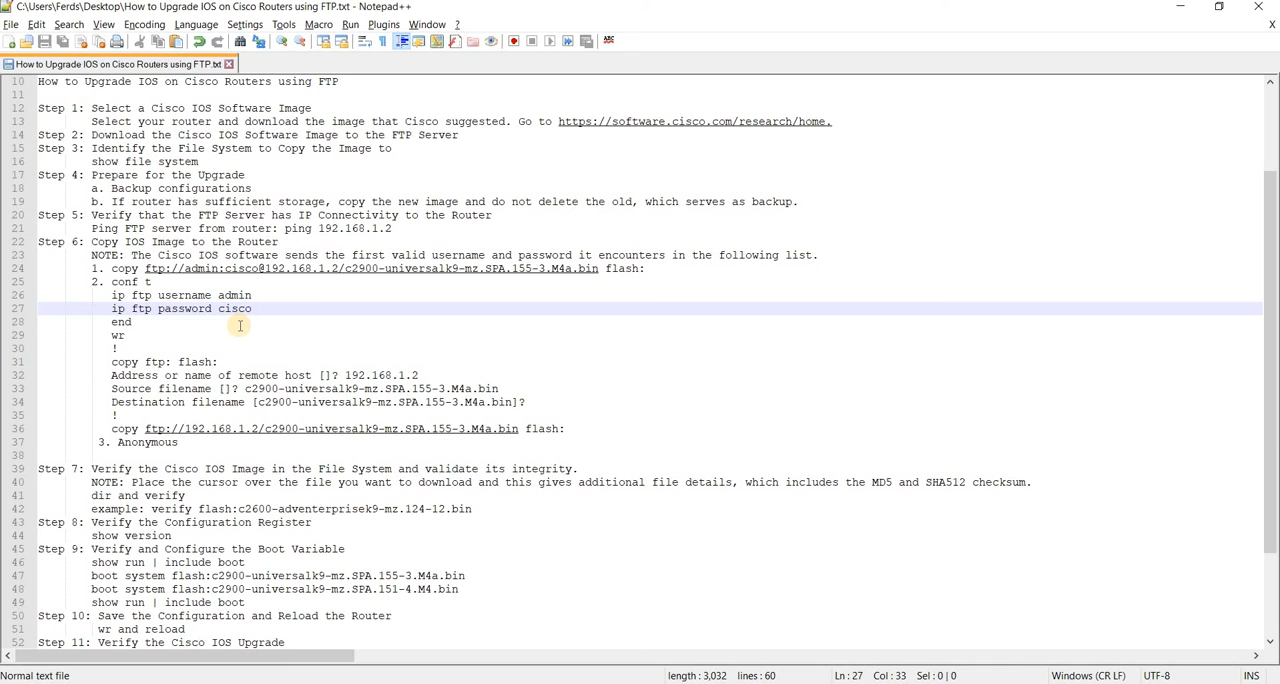 C:\Users\Ferds\Desktop\How to Upgrade IOS on Cisco Routers using FTP.txt - Notepad++
File Edit Search View Encoding Language Settings Tools Macro Run Plugins Window ?
X
How to Upgrade IOS on Cisco Routers using FTP.txt
10 How to Upgrade IOS on Cisco Routers using FTP
11
12 Step 1: Select a Cisco IOS Software Image
13 Select your router and download the image that Cisco suggested. Go to https://software.cisco.com/research/home.
14 Step 2: Download the Cisco IOS Software Image to the FTP Server
15 Step 3: Identify the File System to Copy the Image to
16 show file system
17 Step 4: Prepare for the Upgrade
18 a. Backup configurations
19 b. If router has sufficient storage, copy the new image and do not delete the old, which serves as backup.
20 Step 5: Verify that the FTP Server has IP Connectivity to the Router
21 Ping FTP server from router: ping 192.168.1.2
22 Step 6: Copy IOS Image to the Router
23 NOTE: The Cisco IOS software sends the first valid username and password it encounters in the following list.
24 1. copy ftp://admin:cisco@192.168.1.2/c2900-universalk9-mz.SPA.155-3.M4a.bin flash:
25 2. conf t
26 ip ftp username admin
27 ip ftp password cisco
28 end
29 wr
30 !
31 copy ftp: flash:
32 Address or name of remote host []? 192.168.1.2
33 Source filename []? c2900-universalk9-mz.SPA.155-3.M4a.bin
34 Destination filename [c2900-universalk9-mz.SPA.155-3.M4a.bin]?
35 !
36 copy ftp://192.168.1.2/c2900-universalk9-mz.SPA.155-3.M4a.bin flash:
37 3. Anonymous
38
39 Step 7: Verify the Cisco IOS Image in the File System and validate its integrity.
40 NOTE: Place the cursor over the file you want to download and this gives additional file details, which includes the MD5 and SHA512 checksum.
41 dir and verify
42 example: verify flash:c2600-adventerprisek9-mz.124-12.bin
43 Step 8: Verify the Configuration Register
44 show version
45 Step 9: Verify and Configure the Boot Variable
46 show run | include boot
47 boot system flash:c2900-universalk9-mz.SPA.155-3.M4a.bin
48 boot system flash:c2900-universalk9-mz.SPA.151-4.M4.bin
49 show run | include boot
50 Step 10: Save the Configuration and Reload the Router
51 wr and reload
52 Step 11: Verify the Cisco IOS Upgrade
Normal text file length : 3,032 lines : 60 Ln : 27 Col : 33 Sel : 0 | 0 Windows (CR LF) UTF-8 INS